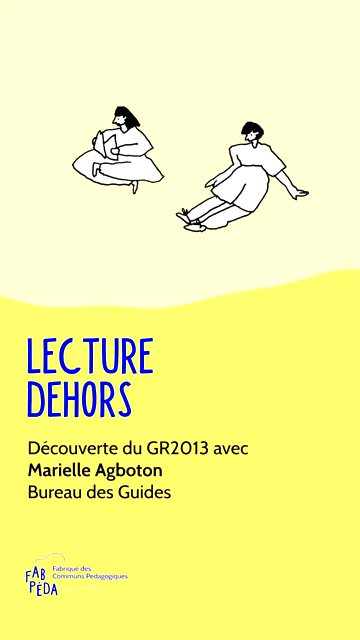 LECTURE
DEHORS
Découverte du GR2013 avec
Marielle Agboton
Bureau des Guides
FAB
PÉDA
Fabrique des
Communs Pédagogiques